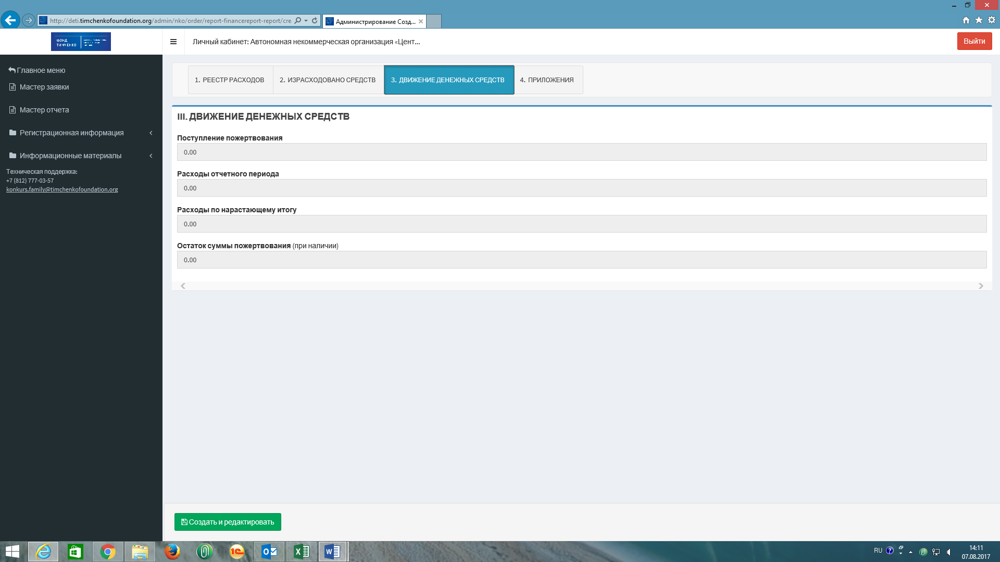 http://deti.timchenkofoundation.org/admin/nko/order/report-financereport-report/cre
Администрирование Созд...
ФОНД
ТИМЧЕНКО
Личный кабинет: Автономная некоммерческая организация «Цент...
Выйти
Главное меню
Мастер заявки
Мастер отчета
Регистрационная информация
Информационные материалы
Техническая поддержка:
+7 (812) 777-03-57
konkurs.family@timchenkofoundation.org
1. РЕЕСТР РАСХОДОВ
2. ИЗРАСХОДОВАНО СРЕДСТВ
3. ДВИЖЕНИЕ ДЕНЕЖНЫХ СРЕДСТВ
4. ПРИЛОЖЕНИЯ
III. ДВИЖЕНИЕ ДЕНЕЖНЫХ СРЕДСТВ
Поступление пожертвования
0.00
Расходы отчетного периода
0.00
Расходы по нарастающему итогу
0.00
Остаток суммы пожертвования (при наличии)
0.00
Создать и редактировать
RU
14:11
07.08.2017